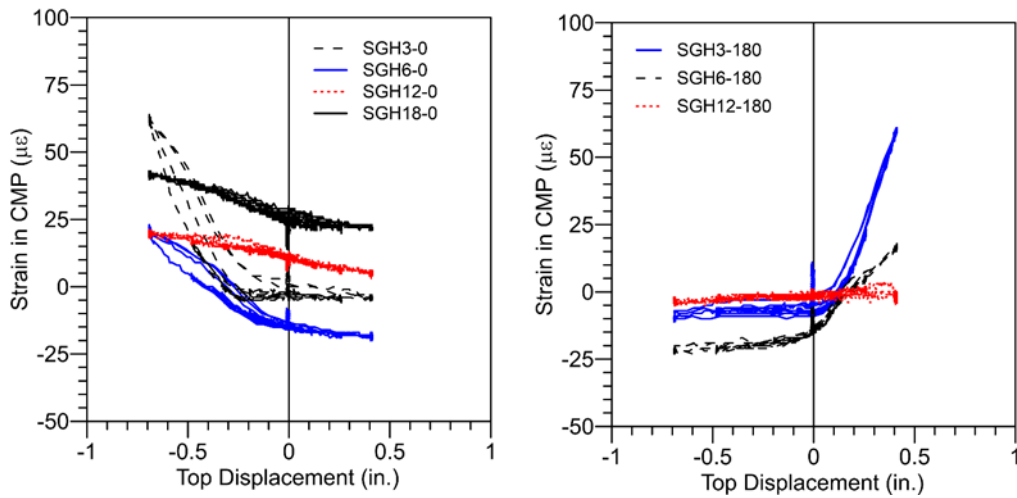 100
75
50
25
0
-25
-50
-1
-0.5
0
0.5
1
Strain in CMP (με)
Top Displacement (in.)
SGH3-0
SGH6-0
SGH12-0
SGH18-0
100
75
50
25
0
-25
-50
-1
-0.5
0
0.5
1
Strain in CMP (με)
Top Displacement (in.)
SGH3-180
SGH6-180
SGH12-180